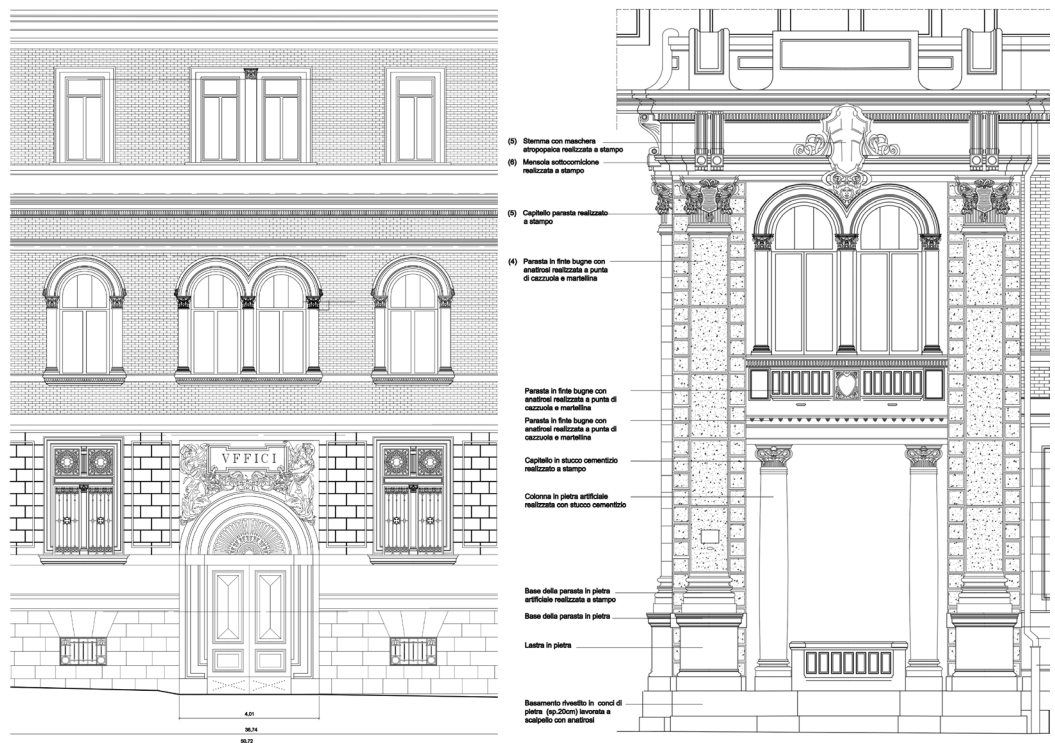 VFFICI
4,01
36,74
50,72
(5) Stemma con maschera
atropopaica realizzata a stampo
(6) Mensola sottocornicione
realizzata a stampo
(5) Capitello parasta realizzato
a stampo
(4) Parasta in finte bugne con
anatirosi realizzata a punta
di cazzuola e martellina
Parasta in finte bugne con
anatirosi realizzata a punta di
cazzuola e martellina
Parasta in finte bugne con
anatirosi realizzata a punta di
cazzuola e martellina
Capitello in stucco cementizio
realizzato a stampo
Colonna in pietra artificiale
realizzata con stucco cementizio
Base della parasta in pietra
artificiale realizzata a stampo
Base della parasta in pietra
Lastra in pietra
Basamento rivestito in conci di
pietra (sp.20cm) lavorata a
scalpello con anatirosi